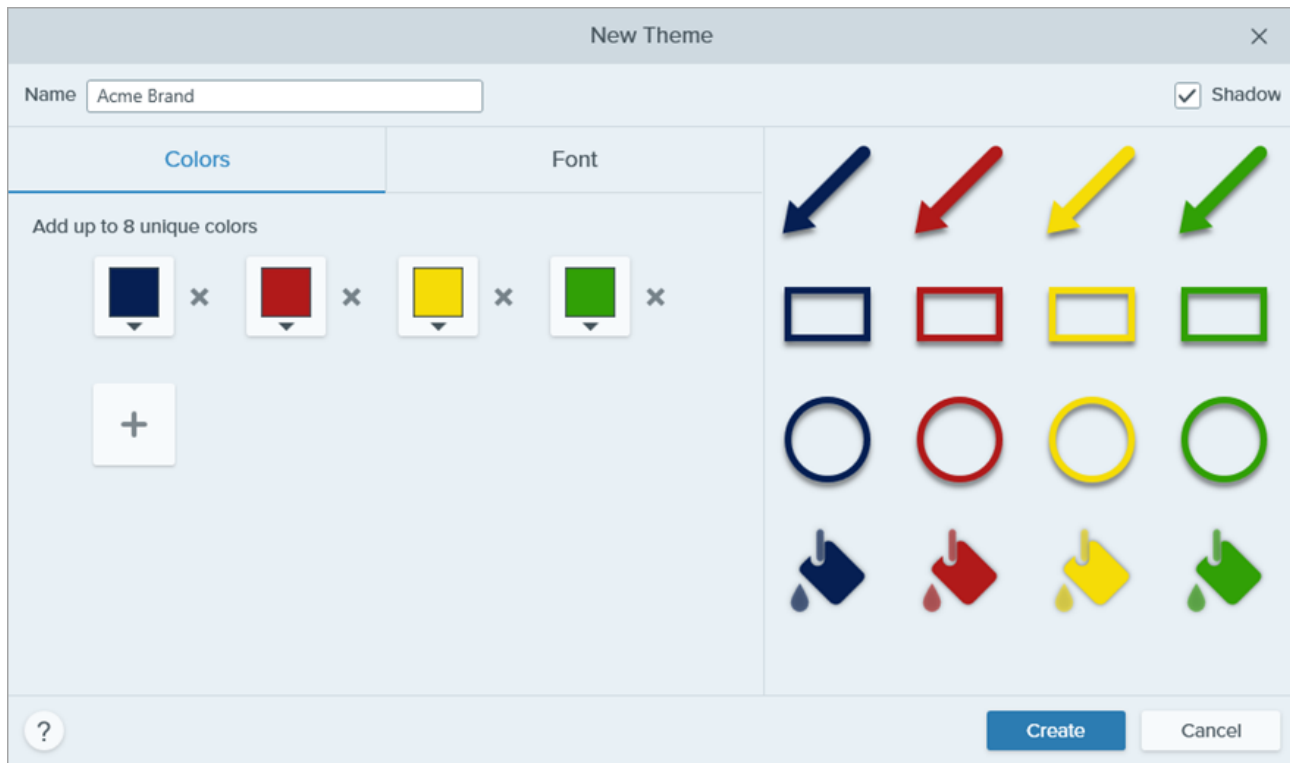 New Theme
Name Acme Brand Shadow
Colors Font
Add up to 8 unique colors
? Create Cancel